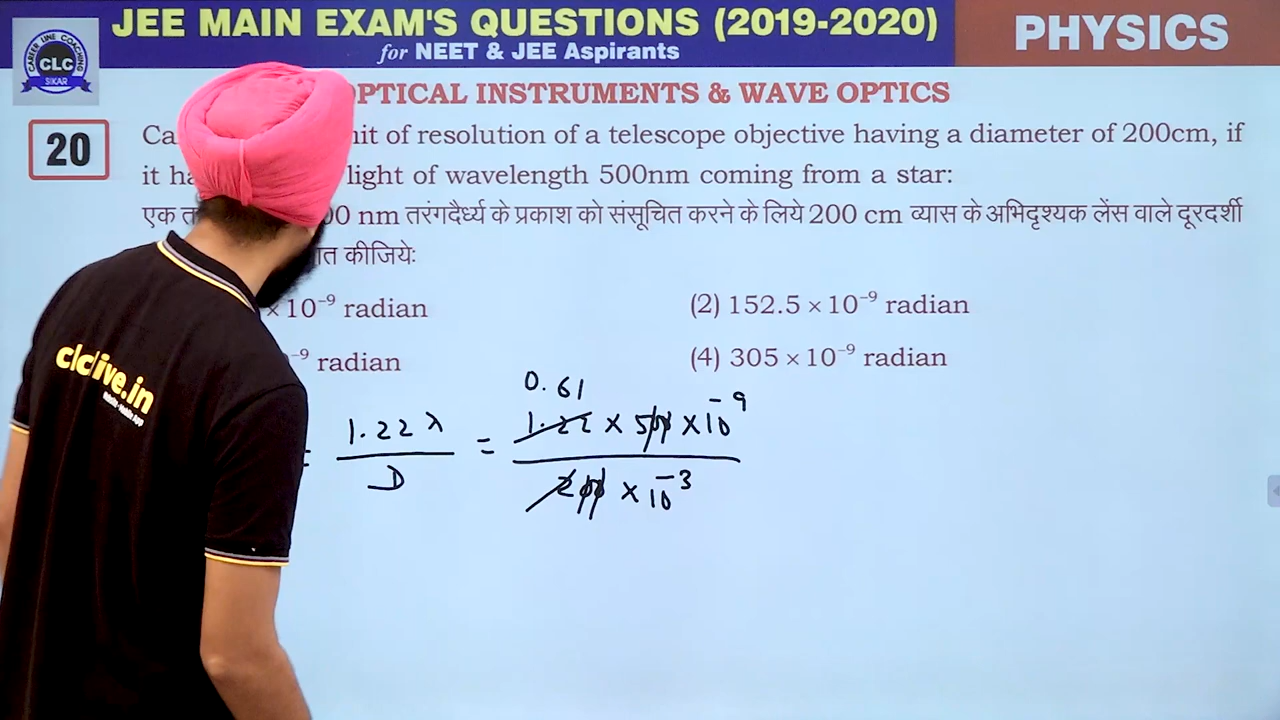 JEE MAIN EXAM'S QUESTIONS (2019-2020)
for NEET & JEE Aspirants
PHYSICS
CAREER LINE COACHING
CLC
SIKAR
OPTICAL INSTRUMENTS & WAVE OPTICS
20
Ca it of resolution of a telescope objective having a diameter of 200cm, if
it ha light of wavelength 500nm coming from a star:
एक 00 nm तरंगदैर्ध्य के प्रकाश को संसूचित करने के लिये 200 cm व्यास के अभिदृश्यक लेंस वाले दूरदर्शी
ात कीजिये:
×10⁻⁹ radian
(2) 152.5 × 10⁻⁹ radian
⁻⁹ radian
(4) 305 × 10⁻⁹ radian
0.61
= 1.22 λ / D = 1.22 × 500 × 10⁻⁹ / 200 × 10⁻³
clclive.in